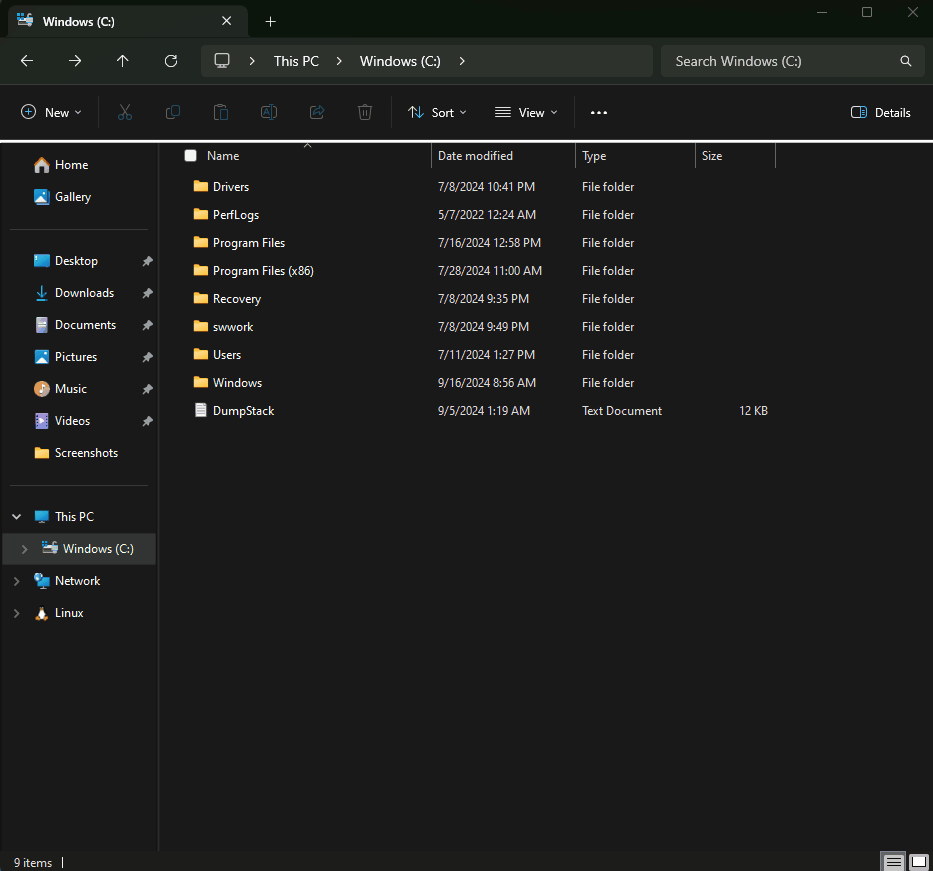 Windows (C:)
This PC Windows (C:) Search Windows (C:)
New Sort View Details
Name Date modified Type Size
Home
Gallery
Desktop
Downloads
Documents
Pictures
Music
Videos
Screenshots
This PC
Windows (C:)
Network
Linux
Drivers 7/8/2024 10:41 PM File folder
PerfLogs 5/7/2022 12:24 AM File folder
Program Files 7/16/2024 12:58 PM File folder
Program Files (x86) 7/28/2024 11:00 AM File folder
Recovery 7/8/2024 9:35 PM File folder
swwork 7/8/2024 9:49 PM File folder
Users 7/11/2024 1:27 PM File folder
Windows 9/16/2024 8:56 AM File folder
DumpStack 9/5/2024 1:19 AM Text Document 12 KB
9 items